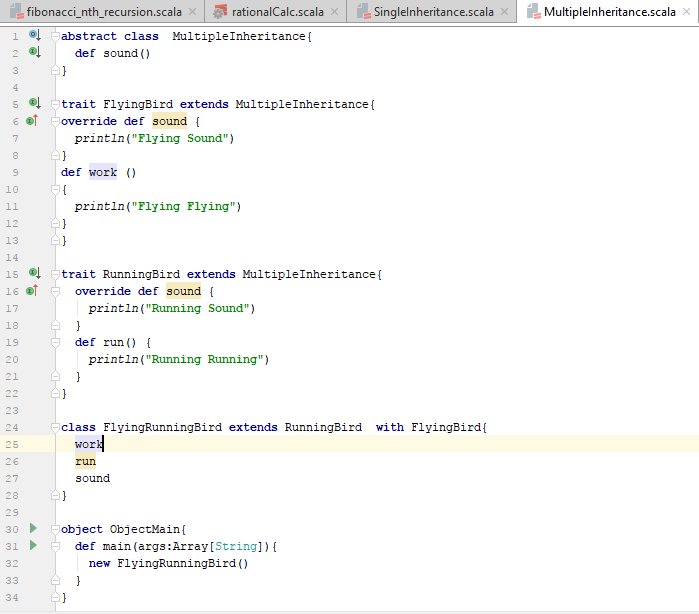 fibonacci_nth_recursion.scala × rationalCalc.scala × SingleInheritance.scala × MultipleInheritance.scala ×
1 abstract class  MultipleInheritance{
2   def sound()
3 }
4
5 trait FlyingBird extends MultipleInheritance{
6 override def sound {
7   println("Flying Sound")
8 }
9 def work ()
10 {
11   println("Flying Flying")
12 }
13 }
14
15 trait RunningBird extends MultipleInheritance{
16   override def sound {
17     println("Running Sound")
18   }
19   def run() {
20     println("Running Running")
21   }
22 }
23
24 class FlyingRunningBird extends RunningBird  with FlyingBird{
25   work
26   run
27   sound
28 }
29
30 object ObjectMain{
31   def main(args:Array[String]){
32     new FlyingRunningBird()
33   }
34 }